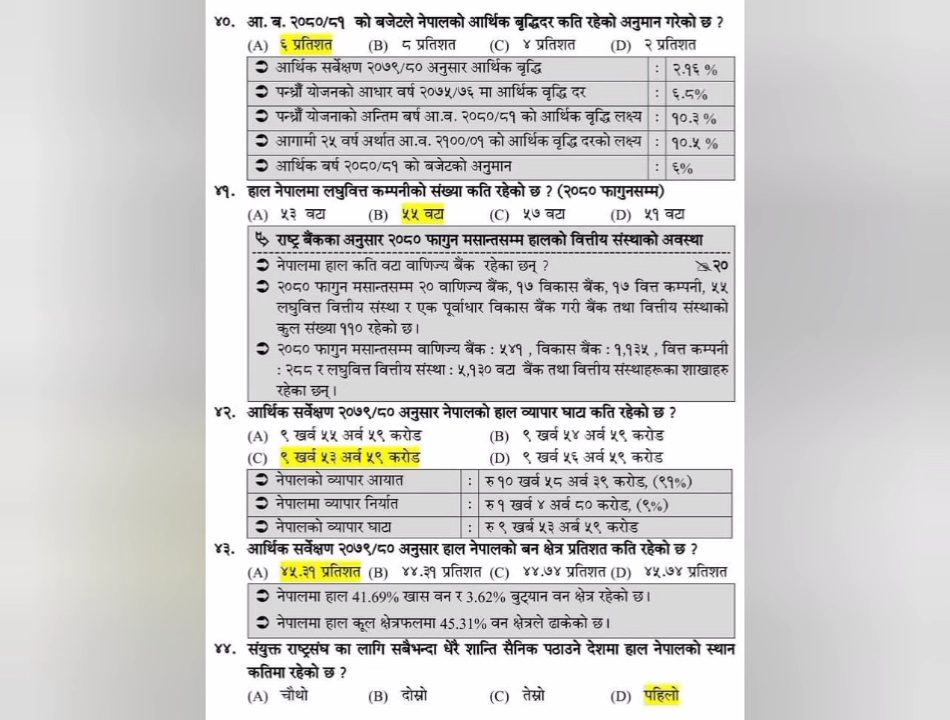 ४०. आ. ब. २०८०/८१ को बजेटले नेपालको आर्थिक बृद्धिदर कति रहेको अनुमान गरेको छ ?
(A) ६ प्रतिशत (B) ८ प्रतिशत (C) ४ प्रतिशत (D) २ प्रतिशत
➲ आर्थिक सर्बेक्षण २०७९/८० अनुसार आर्थिक बृद्धि : २.१६ %
➲ पन्ध्रौँ योजनको आधार वर्ष २०७५/७६ मा आर्थिक वृद्धि दर : ६.८%
➲ पन्ध्रौँ योजनाको अन्तिम बर्ष आ.व. २०८०/८१ को आर्थिक वृद्धि लक्ष्य : १०.३ %
➲ आगामी २५ वर्ष अर्थात आ.व. २१००/०१ को आर्थिक वृद्धि दरको लक्ष्य : १०.५ %
➲ आर्थिक बर्ष २०८०/८१ को बजेटको अनुमान : ६%
४१. हाल नेपालमा लघुवित्त कम्पनीको संख्या कति रहेको छ ? (२०८० फागुनसम्म)
(A) ५३ वटा (B) ५५ वटा (C) ५७ वटा (D) ५१ वटा
राष्ट्र बैंकका अनुसार २०८० फागुन मसान्तसम्म हालको वित्तीय संस्थाको अवस्था
➲ नेपालमा हाल कति वटा वाणिज्य बैंक रहेका छन् ? ➢२०
➲ २०८० फागुन मसान्तसम्म २० वाणिज्य बैंक, १७ विकास बैंक, १७ वित्त कम्पनी, ५५
लघुवित्त वित्तीय संस्था र एक पूर्वाधार विकास बैंक गरी बैंक तथा वित्तीय संस्थाको
कुल संख्या ११० रहेको छ।
➲ २०८० फागुन मसान्तसम्म वाणिज्य बैंक : ५४१ , विकास बैंक : १,१३५ , वित्त कम्पनी
: २८८ र लघुवित्त वित्तीय संस्था : ५,१३० वटा बैंक तथा वित्तीय संस्थाहरूका शाखाहरु
रहेका छन् ।
४२. आर्थिक सर्वेक्षण २०७९/८० अनुसार नेपालको हाल व्यापार घाटा कति रहेको छ ?
(A) ९ खर्व ५५ अर्व ५९ करोड (B) ९ खर्व ५४ अर्व ५९ करोड
(C) ९ खर्व ५३ अर्व ५९ करोड (D) ९ खर्व ५६ अर्व ५९ करोड
➲ नेपालको व्यापार आयात : रु १० खर्व ५८ अर्व ३९ करोड, (९१%)
➲ नेपालमा व्यापार निर्यात : रु १ खर्व ४ अर्व ८० करोड, (९%)
➲ नेपालको व्यापार घाटा : रु ९ खर्ब ५३ अर्ब ५९ करोड
४३. आर्थिक सर्वेक्षण २०७९/८० अनुसार हाल नेपालको बन क्षेत्र प्रतिशत कति रहेको छ ?
(A) ४५.३१ प्रतिशत (B) ४४.३१ प्रतिशत (C) ४४.७४ प्रतिशत (D) ४५.७४ प्रतिशत
➲ नेपालमा हाल 41.69% खास वन र 3.62% बुट्यान वन क्षेत्र रहेको छ।
➲ नेपालमा हाल कूल क्षेत्रफलमा 45.31% वन क्षेत्रले ढाकेको छ।
४४. संयुक्त राष्ट्रसंघ का लागि सबैभन्दा धेरै शान्ति सैनिक पठाउने देशमा हाल नेपालको स्थान
कतिमा रहेको छ ?
(A) चौथो (B) दोस्रो (C) तेस्रो (D) पहिलो